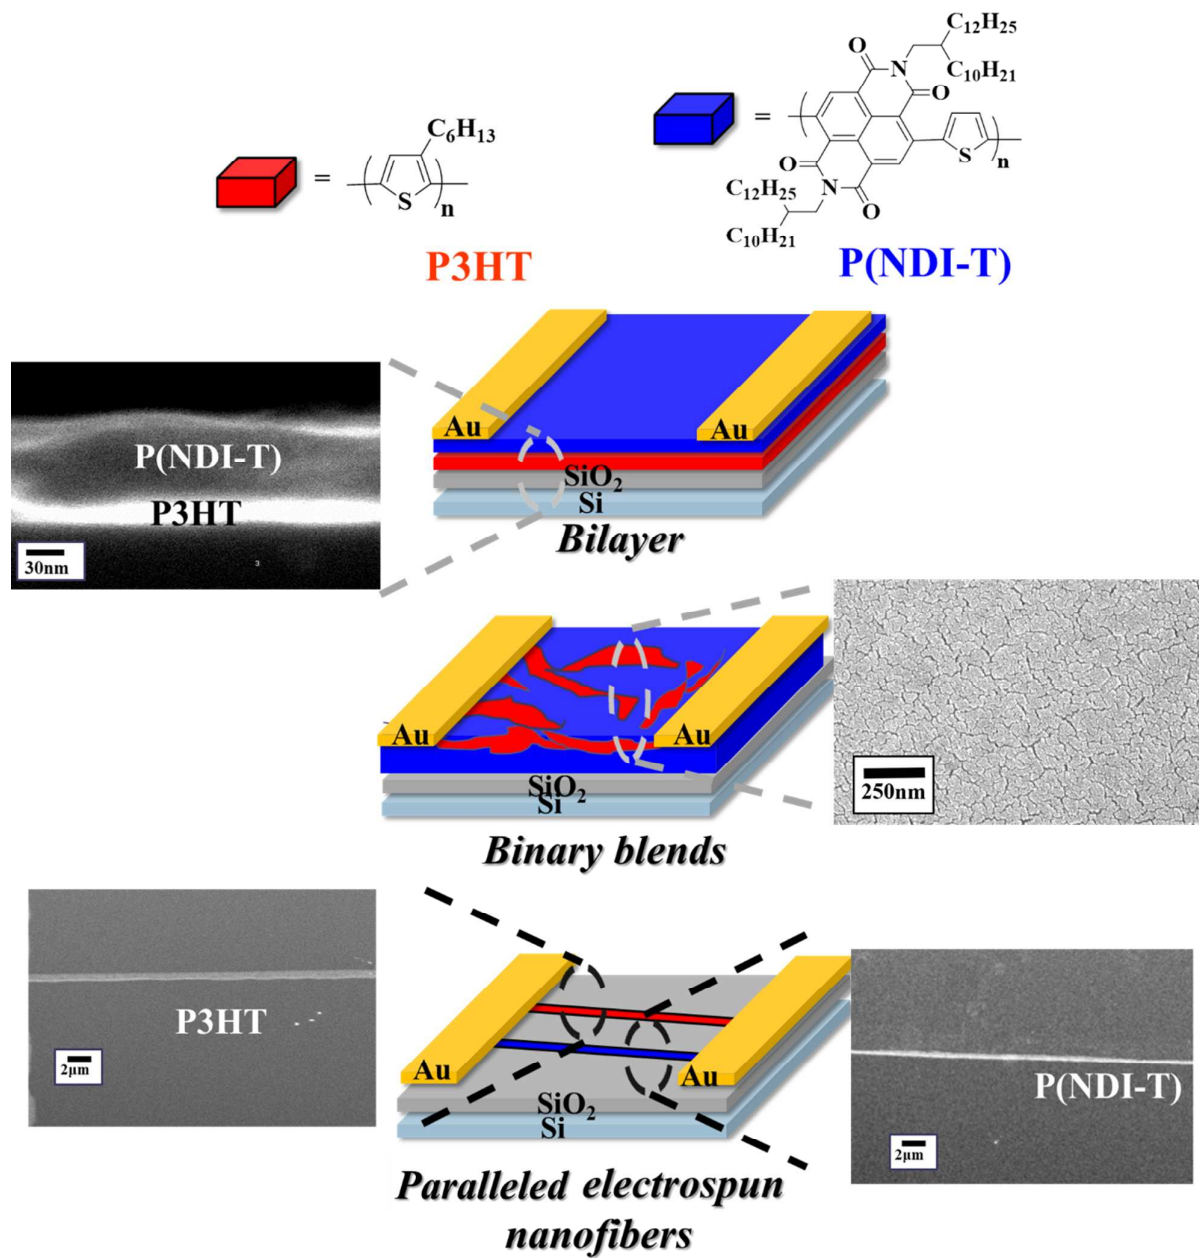 C12H25
C10H21
O
N
O
=
n
S
O
N
O
C12H25
C10H21
C6H13
=
S
n
P3HT
P(NDI-T)
P(NDI-T)
P3HT
30nm
3
Au
Au
SiO2
Si
Bilayer
Au
Au
SiO2
Si
250nm
Binary blends
P3HT
2μm
Au
Au
SiO2
Si
P(NDI-T)
2μm
Paralleled electrospun
nanofibers